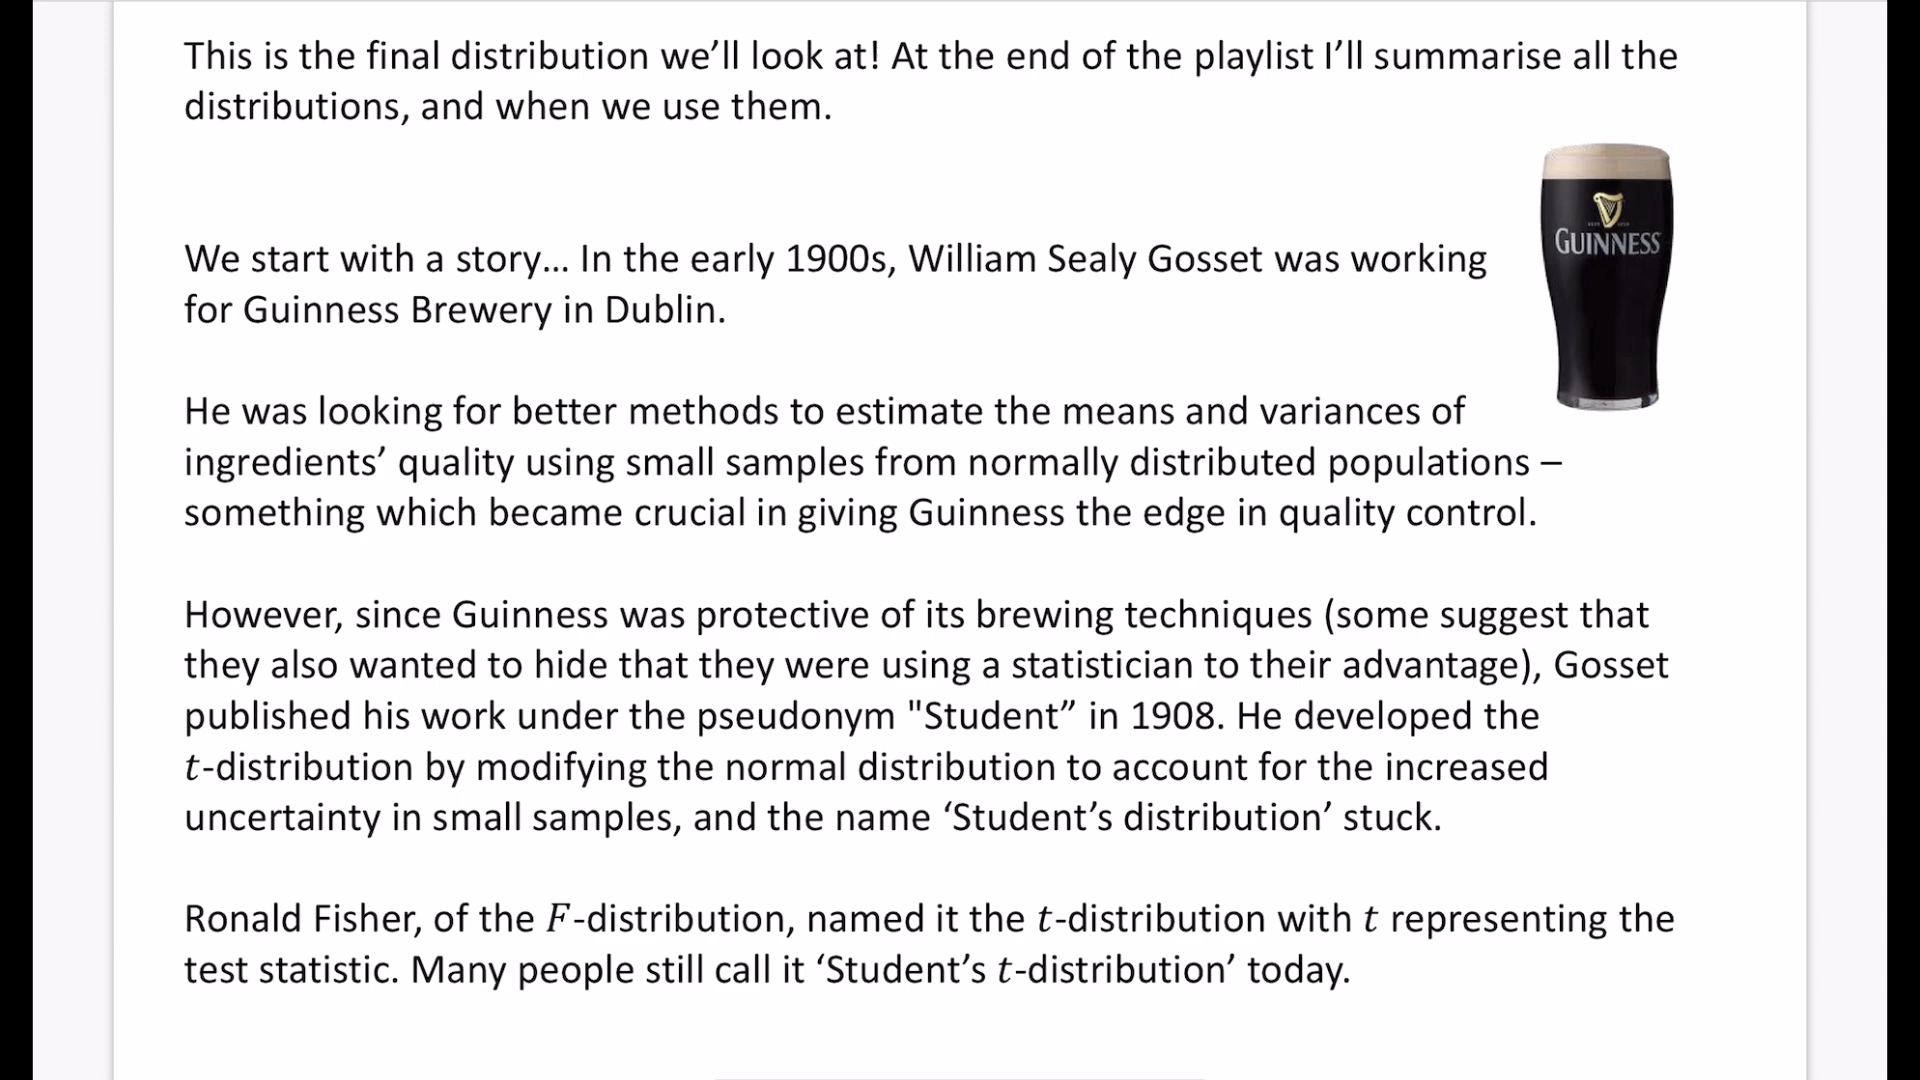 This is the final distribution we’ll look at! At the end of the playlist I’ll summarise all the
distributions, and when we use them.
GUINNESS
We start with a story… In the early 1900s, William Sealy Gosset was working
for Guinness Brewery in Dublin.
He was looking for better methods to estimate the means and variances of
ingredients’ quality using small samples from normally distributed populations –
something which became crucial in giving Guinness the edge in quality control.
However, since Guinness was protective of its brewing techniques (some suggest that
they also wanted to hide that they were using a statistician to their advantage), Gosset
published his work under the pseudonym "Student” in 1908. He developed the
t-distribution by modifying the normal distribution to account for the increased
uncertainty in small samples, and the name ‘Student’s distribution’ stuck.
Ronald Fisher, of the F-distribution, named it the t-distribution with t representing the
test statistic. Many people still call it ‘Student’s t-distribution’ today.